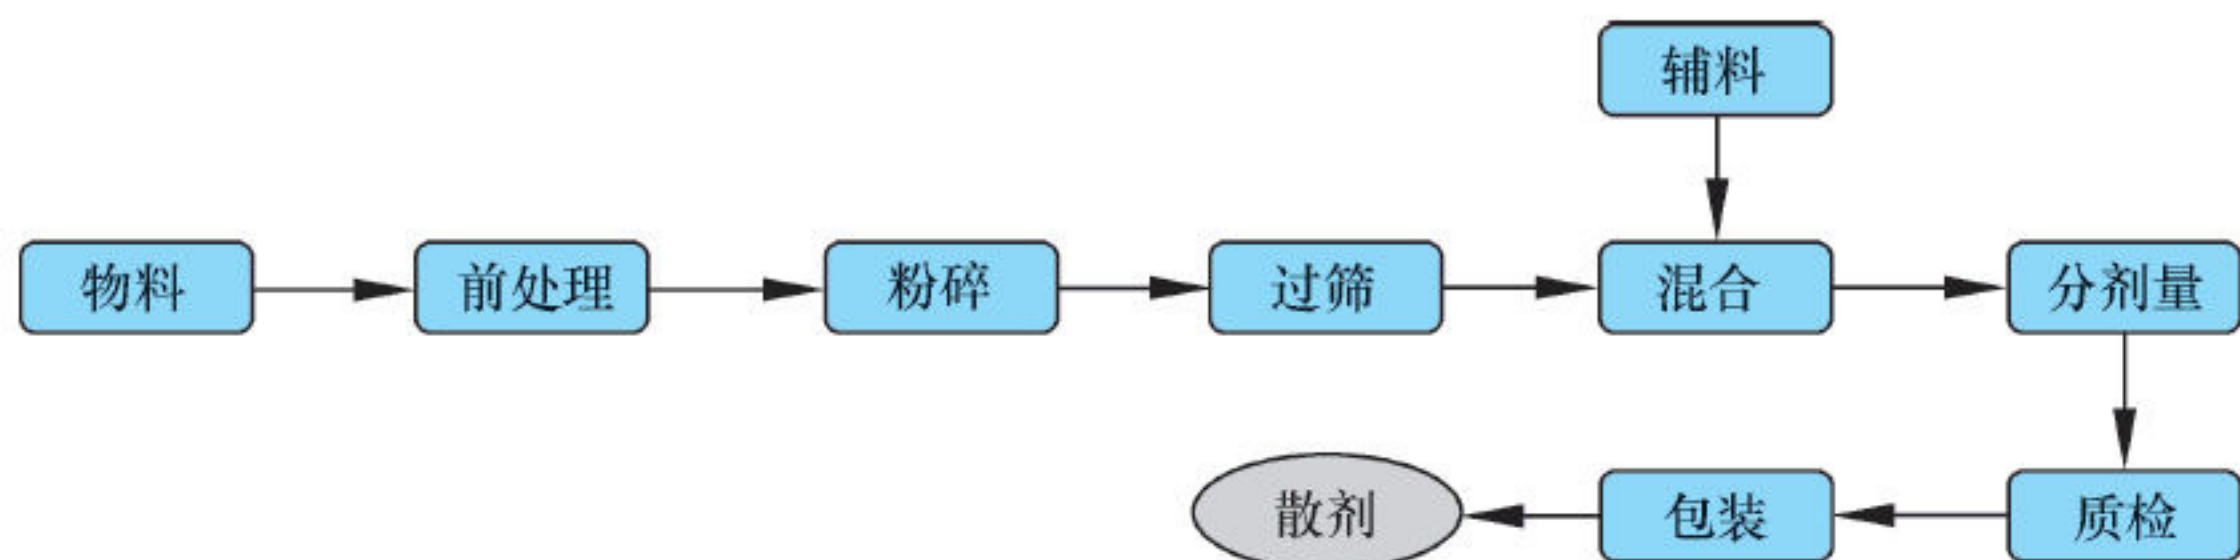 辅料
物料
前处理
粉碎
过筛
混合
分剂量
散剂
包装
质检